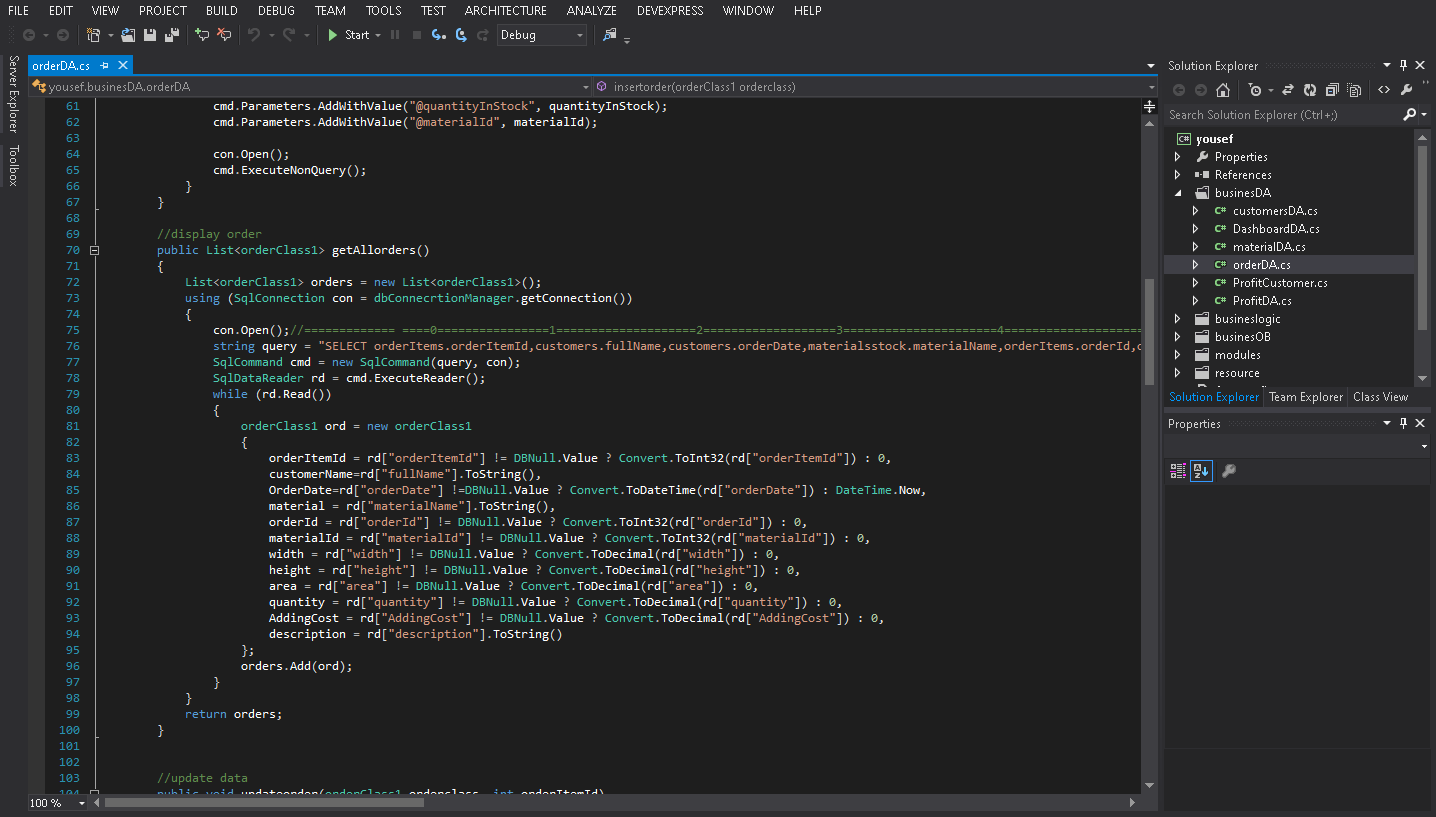 FILE EDIT VIEW PROJECT BUILD DEBUG TEAM TOOLS TEST ARCHITECTURE ANALYZE DEVEXPRESS WINDOW HELP
Start Debug
Server Explorer
Toolbox
orderDA.cs
yousef.businesDA.orderDA
insertorder(orderClass1 orderclass)
61 cmd.Parameters.AddWithValue("@quantityInStock", quantityInStock);
62 cmd.Parameters.AddWithValue("@materialId", materialId);
63
64 con.Open();
65 cmd.ExecuteNonQuery();
66 }
67 }
68
69 //display order
70 public List<orderClass1> getAllorders()
71 {
72 List<orderClass1> orders = new List<orderClass1>();
73 using (SqlConnection con = dbConnecrtionManager.getConnection())
74 {
75 con.Open();//============= ====0================1====================2===================3======================4====================
76 string query = "SELECT orderItems.orderItemId,customers.fullName,customers.orderDate,materialsstock.materialName,orderItems.orderId,
77 SqlCommand cmd = new SqlCommand(query, con);
78 SqlDataReader rd = cmd.ExecuteReader();
79 while (rd.Read())
80 {
81 orderClass1 ord = new orderClass1
82 {
83 orderItemId = rd["orderItemId"] != DBNull.Value ? Convert.ToInt32(rd["orderItemId"]) : 0,
84 customerName=rd["fullName"].ToString(),
85 OrderDate=rd["orderDate"] !=DBNull.Value ? Convert.ToDateTime(rd["orderDate"]) : DateTime.Now,
86 material = rd["materialName"].ToString(),
87 orderId = rd["orderId"] != DBNull.Value ? Convert.ToInt32(rd["orderId"]) : 0,
88 materialId = rd["materialId"] != DBNull.Value ? Convert.ToInt32(rd["materialId"]) : 0,
89 width = rd["width"] != DBNull.Value ? Convert.ToDecimal(rd["width"]) : 0,
90 height = rd["height"] != DBNull.Value ? Convert.ToDecimal(rd["height"]) : 0,
91 area = rd["area"] != DBNull.Value ? Convert.ToDecimal(rd["area"]) : 0,
92 quantity = rd["quantity"] != DBNull.Value ? Convert.ToDecimal(rd["quantity"]) : 0,
93 AddingCost = rd["AddingCost"] != DBNull.Value ? Convert.ToDecimal(rd["AddingCost"]) : 0,
94 description = rd["description"].ToString()
95 };
96 orders.Add(ord);
97 }
98 }
99 return orders;
100 }
101
102
103 //update data
104 public void updateorder(orderClass1 orderclass, int orderItemId)
100 %
Solution Explorer
Search Solution Explorer (Ctrl+;)
C# yousef
Properties
References
businesDA
C# customersDA.cs
C# DashboardDA.cs
C# materialDA.cs
C# orderDA.cs
C# ProfitCustomer.cs
C# ProfitDA.cs
busineslogic
businesOB
modules
resource
Solution Explorer Team Explorer Class View
Properties